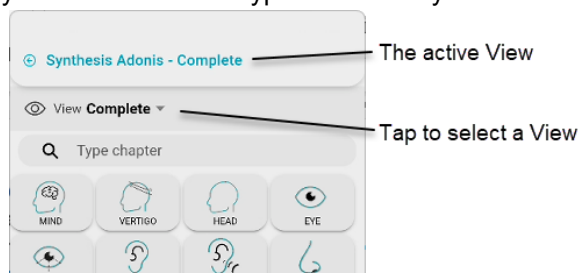 Synthesis Adonis - Complete
The active View
View Complete
Tap to select a View
Type chapter
MIND
VERTIGO
HEAD
EYE